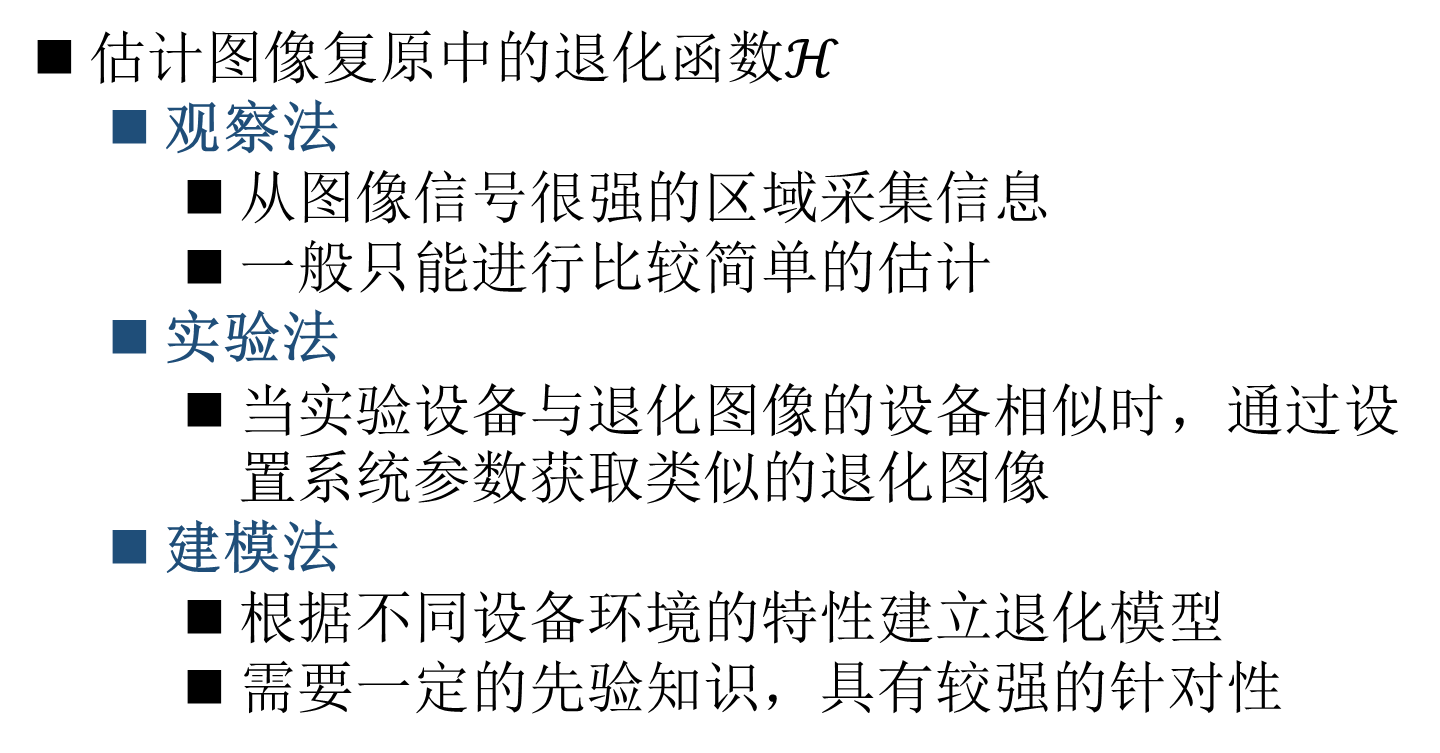 ■ 估计图像复原中的退化函数ℋ
■ 观察法
■ 从图像信号很强的区域采集信息
■ 一般只能进行比较简单的估计
■ 实验法
■ 当实验设备与退化图像的设备相似时，通过设
置系统参数获取类似的退化图像
■ 建模法
■ 根据不同设备环境的特性建立退化模型
■ 需要一定的先验知识，具有较强的针对性